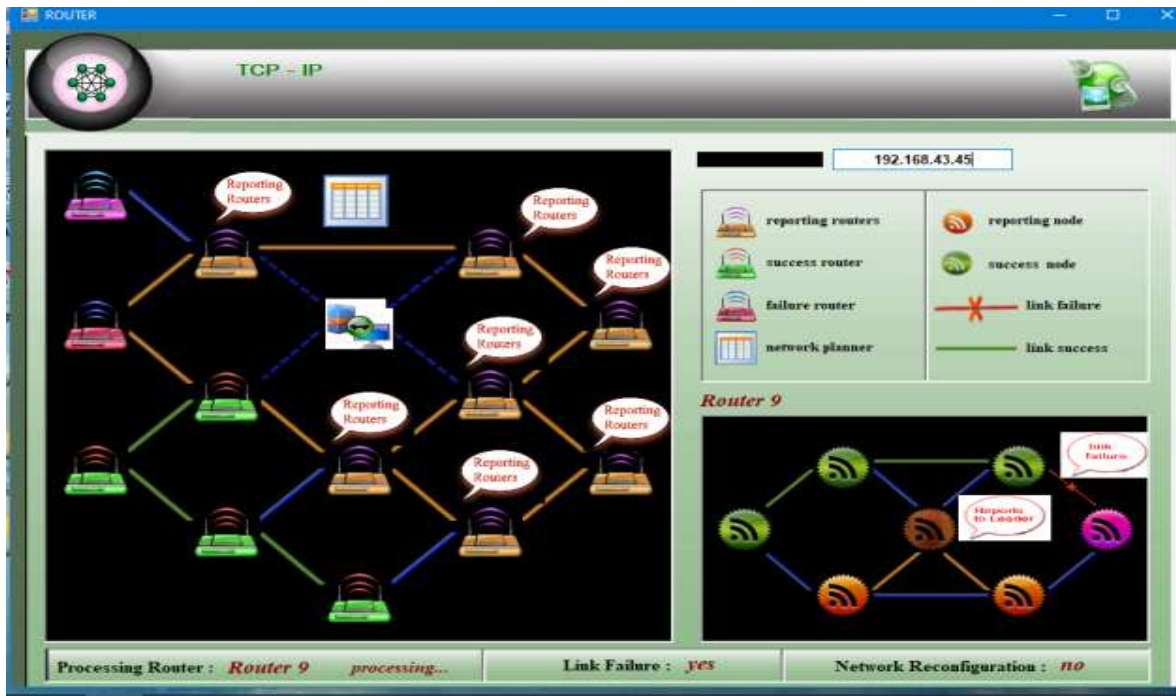 ROUTER
TCP - IP
192.168.43.45
Reporting
Routers
Reporting
Routers
Reporting
Routers
Reporting
Routers
Reporting
Routers
Reporting
Routers
Reporting
Routers
reporting routers
success router
failure router
network planner
reporting node
success node
link failure
link success
Router 9
link
failure
Reports
to Leader
Processing Router : Router 9 processing...
Link Failure : yes
Network Reconfiguration : no